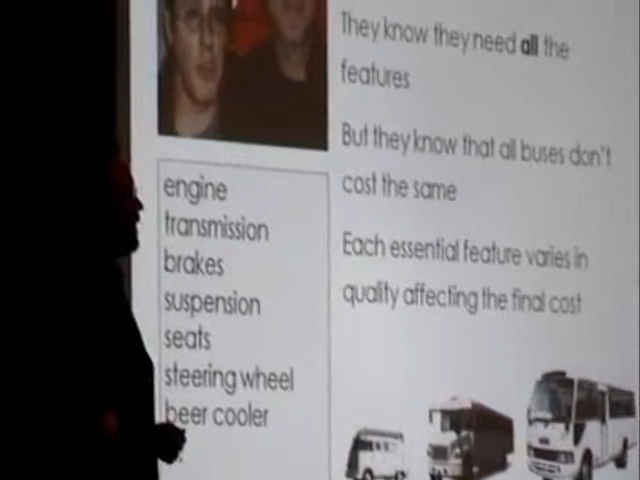 They know they need all the
features
But they know that all buses don't
cost the same
Each essential feature varies in
quality affecting the final cost
engine
transmission
brakes
suspension
seats
steering wheel
beer cooler